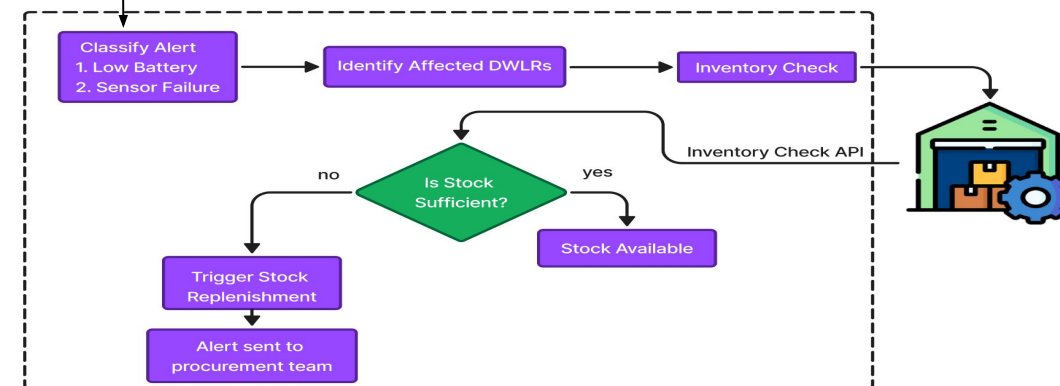 Classify Alert
1. Low Battery
2. Sensor Failure
Identify Affected DWLRs
Inventory Check
Inventory Check API
Is Stock
Sufficient?
no
yes
Stock Available
Trigger Stock
Replenishment
Alert sent to
procurement team